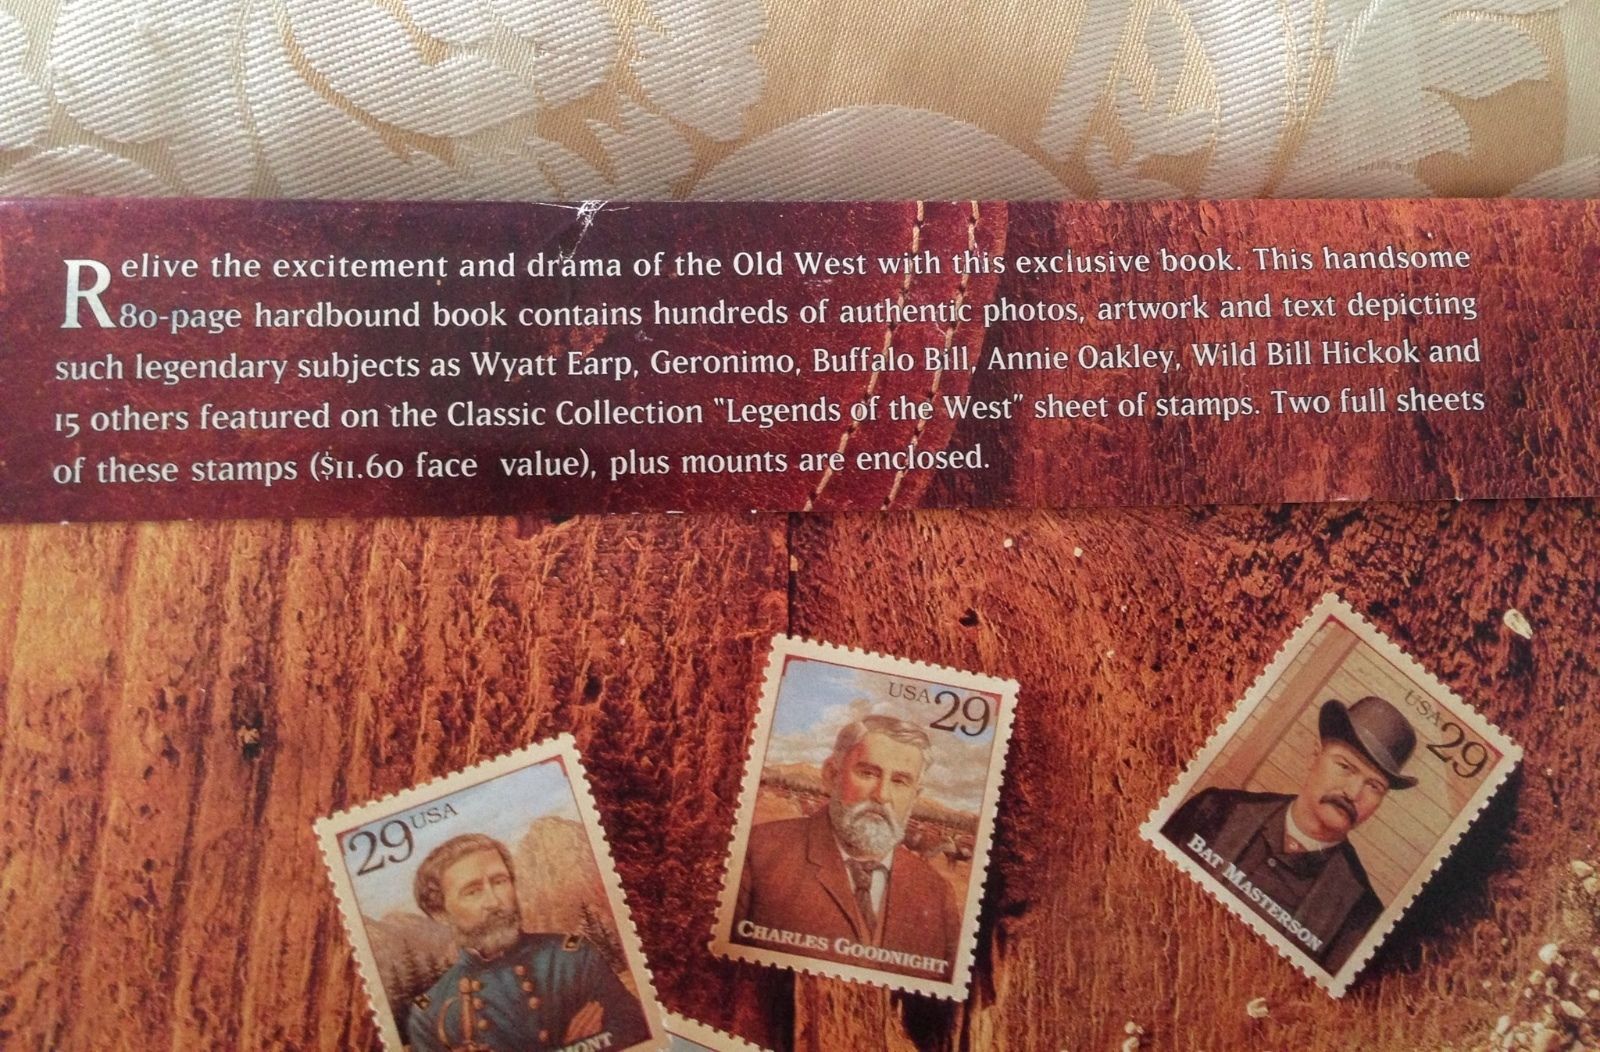 Relive the excitement and drama of the Old West with this exclusive book. This handsome
80-page hardbound book contains hundreds of authentic photos, artwork and text depicting
such legendary subjects as Wyatt Earp, Geronimo, Buffalo Bill, Annie Oakley, Wild Bill Hickok and
15 others featured on the Classic Collection "Legends of the West" sheet of stamps. Two full sheets
of these stamps ($11.60 face value), plus mounts are enclosed.
29 USA
USA 29
CHARLES GOODNIGHT
USA 29
BAT MASTERSON